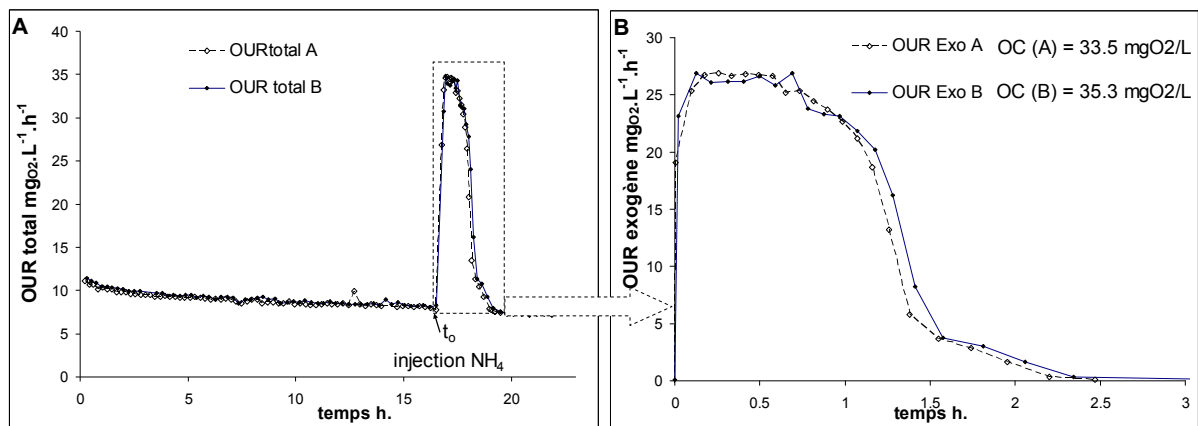 A
OUR total mgO2.L-1.h-1
40
35
30
25
20
15
10
5
0
OURtotal A
OUR total B
to
injection NH4
0
5
10
15
20
temps h.
B
OUR exogène mgO2.L-1.h-1
30
25
20
15
10
5
0
OUR Exo A OC (A) = 33.5 mgO2/L
OUR Exo B OC (B) = 35.3 mgO2/L
0
0.5
1
1.5
2
2.5
3
temps h.